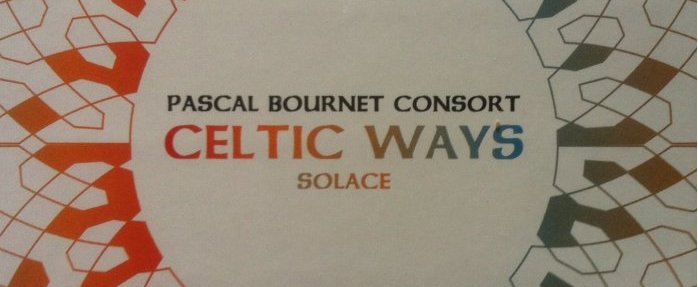 PASCAL BOURNET CONSORT
CELTIC WAYS
SOLACE